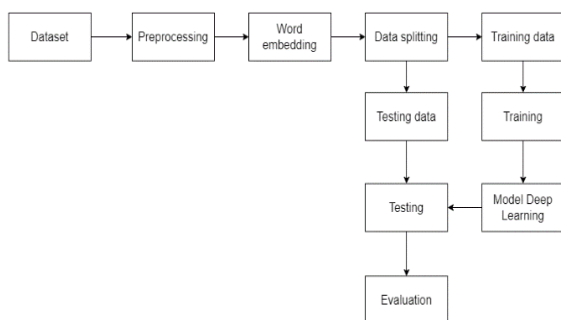 Dataset
Preprocessing
Word
embedding
Data splitting
Training data
Testing data
Training
Testing
Model Deep
Learning
Evaluation